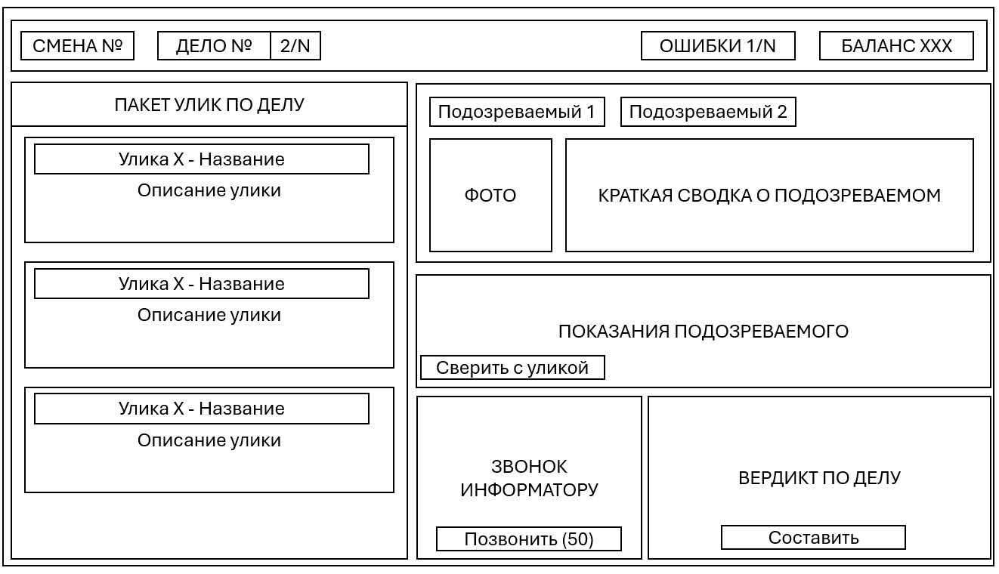 СМЕНА №
ДЕЛО №
2/N
ОШИБКИ 1/N
БАЛАНС XXX
ПАКЕТ УЛИК ПО ДЕЛУ
Улика X - Название
Описание улики
Улика X - Название
Описание улики
Улика X - Название
Описание улики
Подозреваемый 1
Подозреваемый 2
ФОТО
КРАТКАЯ СВОДКА О ПОДОЗРЕВАЕМОМ
ПОКАЗАНИЯ ПОДОЗРЕВАЕМОГО
Сверить с уликой
ЗВОНОК
ИНФОРМАТОРУ
Позвонить (50)
ВЕРДИКТ ПО ДЕЛУ
Составить